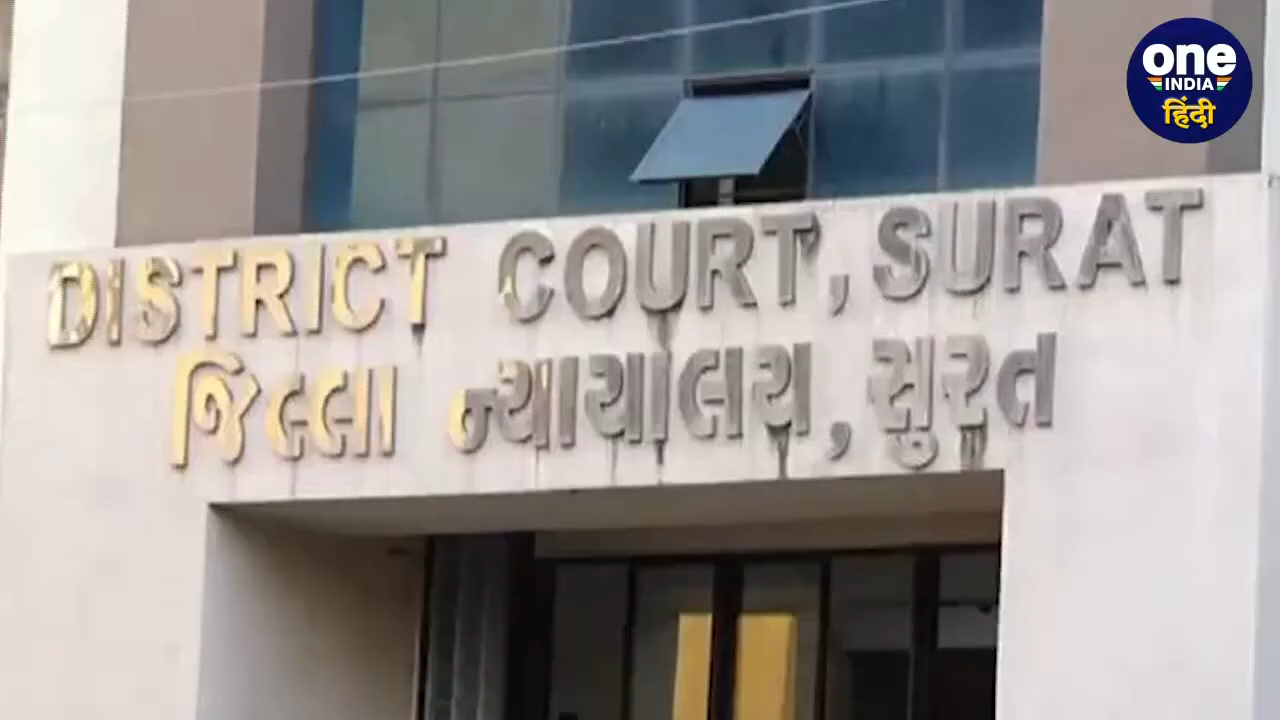 one
INDIA
हिंदी
DISTRICT COURT, SURAT
જિલ્લા ન્યાયાલય, સુરત